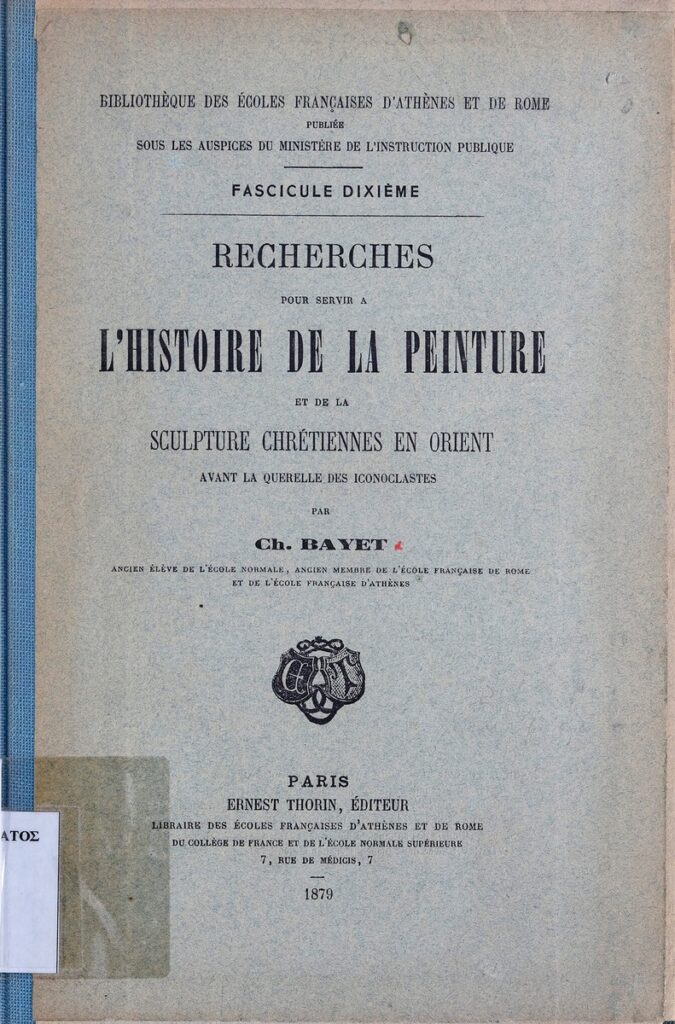 BIBLIOTHÈQUE DES ÉCOLES FRANÇAISES D'ATHÈNES ET DE ROME
PUBLIÉE
SOUS LES AUSPICES DU MINISTÈRE DE L'INSTRUCTION PUBLIQUE
FASCICULE DIXIÈME
RECHERCHES
POUR SERVIR A
L'HISTOIRE DE LA PEINTURE
ET DE LA
SCULPTURE CHRÉTIENNES EN ORIENT
AVANT LA QUERELLE DES ICONOCLASTES
PAR
Ch. BAYET
ANCIEN ÉLÈVE DE L'ÉCOLE NORMALE, ANCIEN MEMBRE DE L'ÉCOLE FRANÇAISE DE ROME
ET DE L'ÉCOLE FRANÇAISE D'ATHÈNES
ET
PARIS
ERNEST THORIN, ÉDITEUR
LIBRAIRE DES ÉCOLES FRANÇAISES D'ATHÈNES ET DE ROME
DU COLLÈGE DE FRANCE ET DE L'ÉCOLE NORMALE SUPÉRIEURE
7, RUE DE MÉDICIS, 7
1879
ΑΤΟΣ